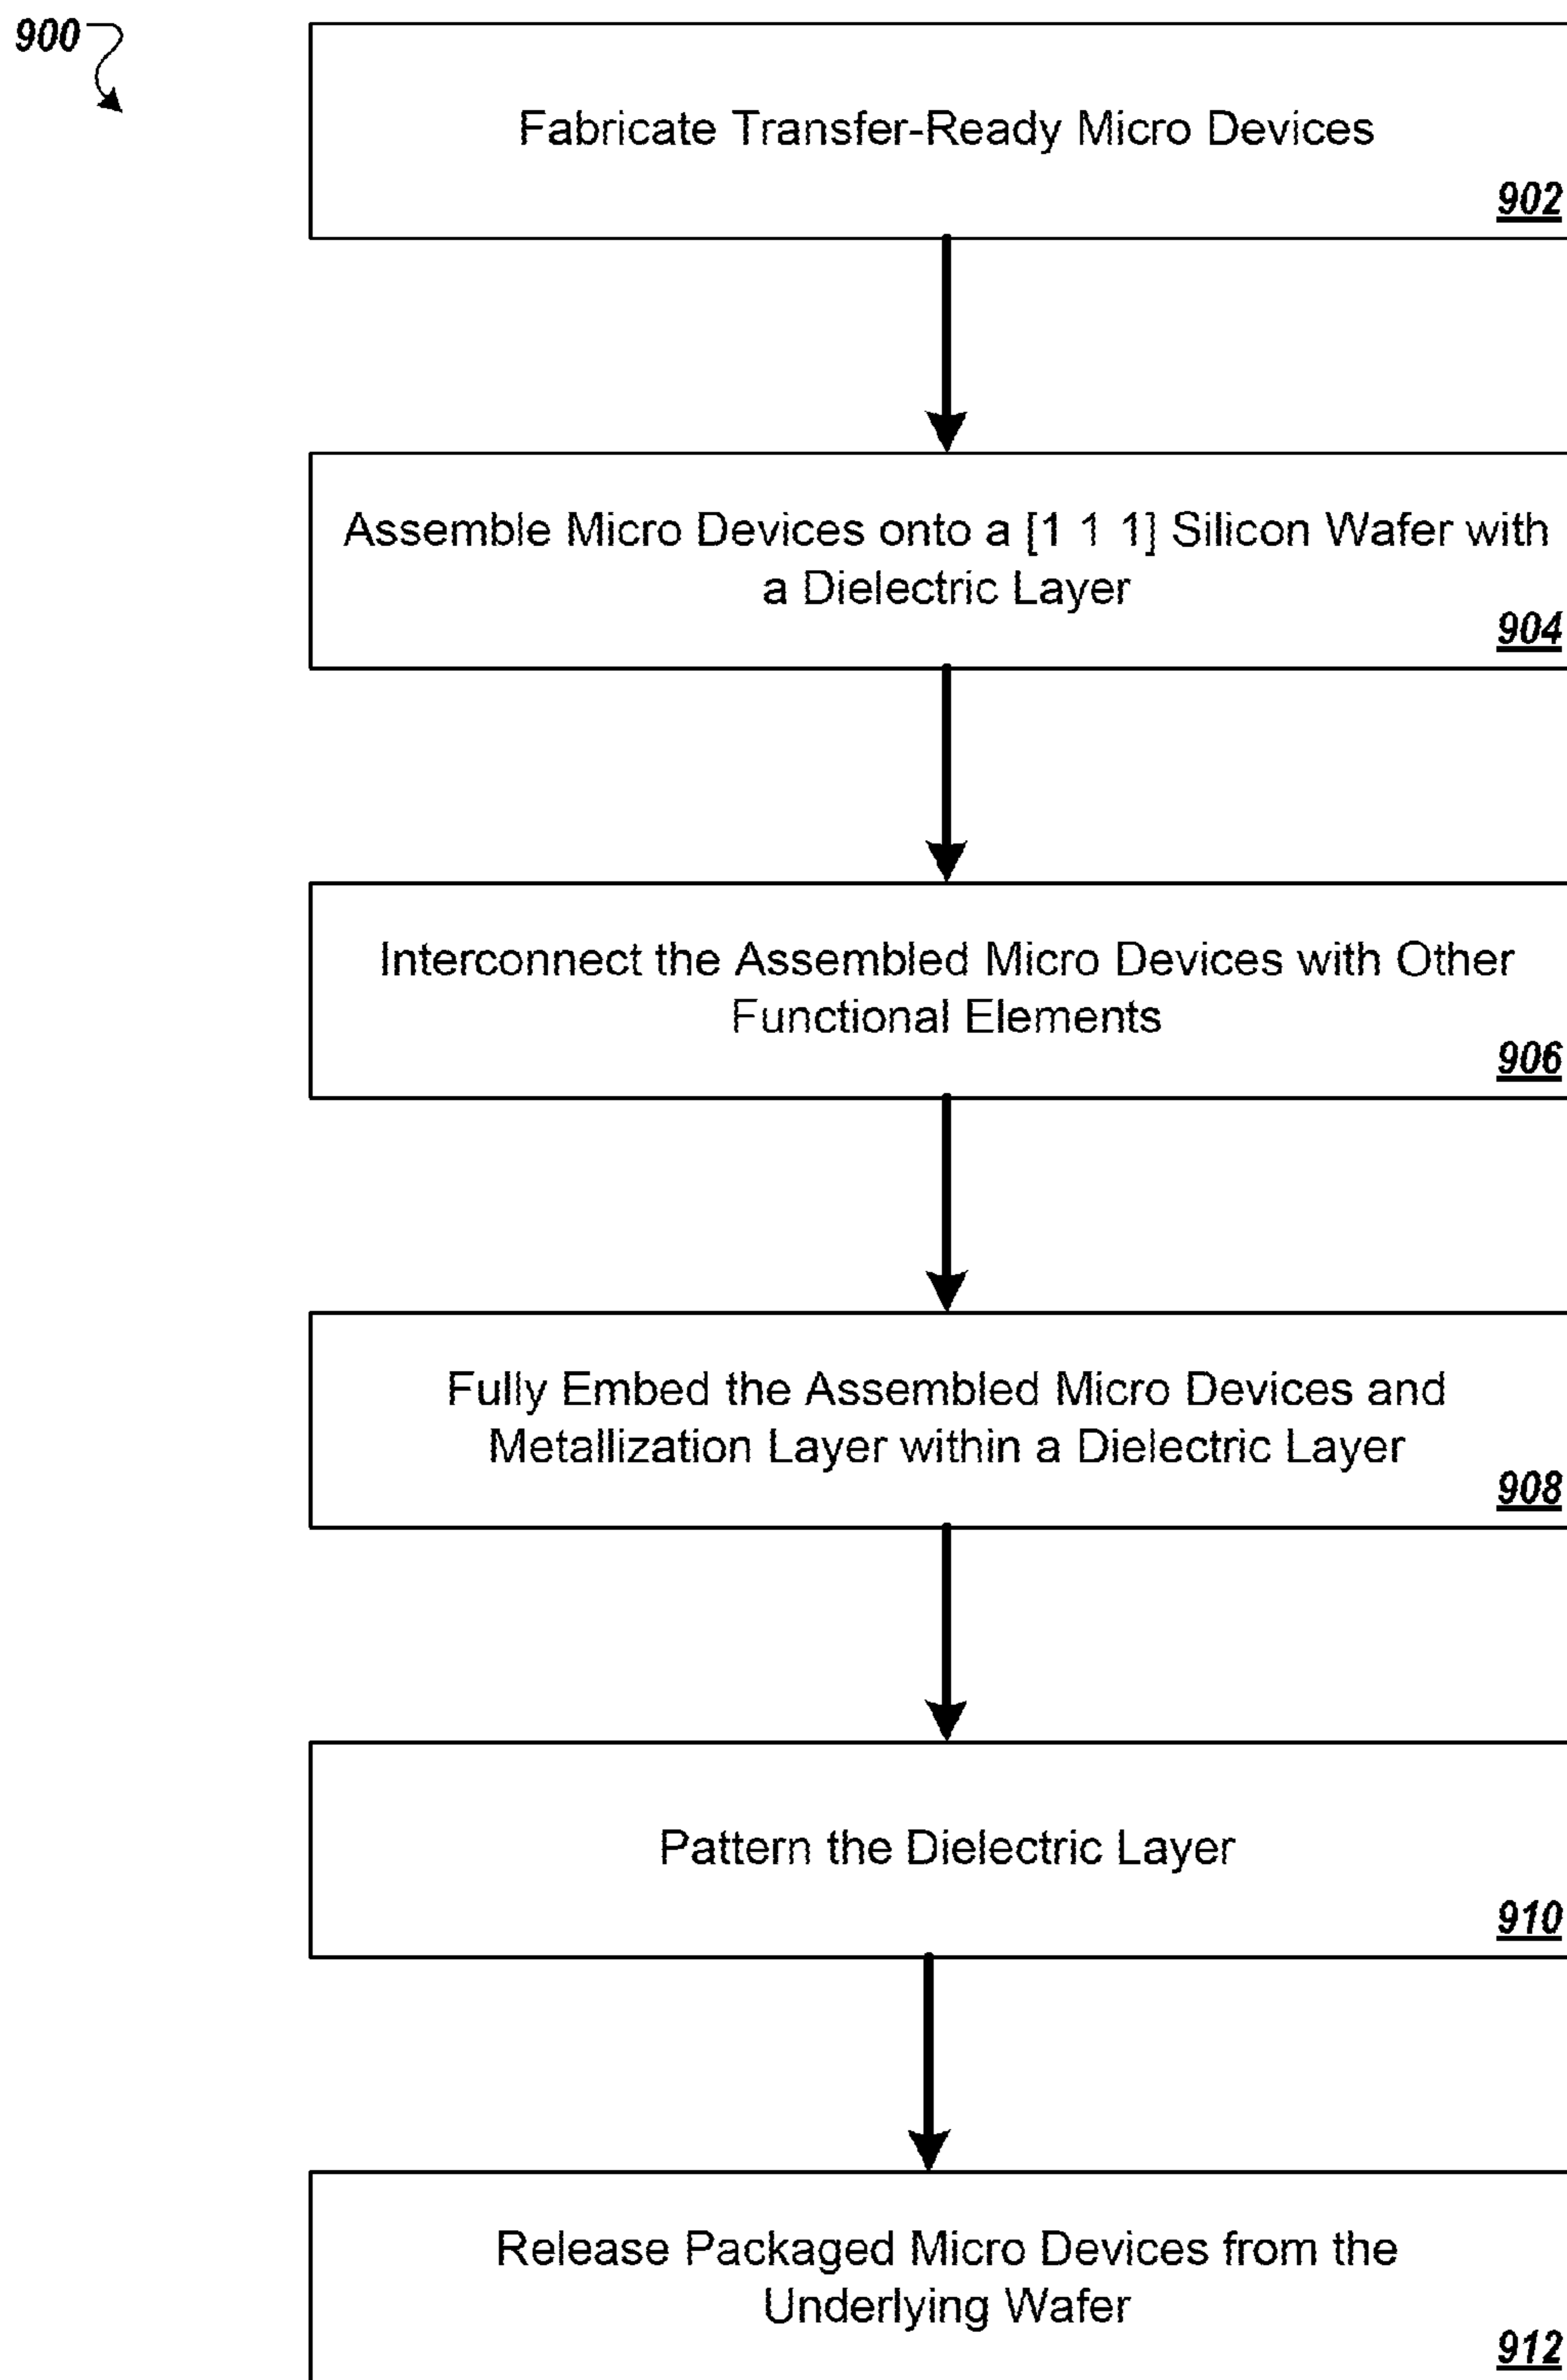 900
Fabricate Transfer-Ready Micro Devices
902
Assemble Micro Devices onto a [1 1 1] Silicon Wafer with
a Dielectric Layer
904
Interconnect the Assembled Micro Devices with Other
Functional Elements
906
Fully Embed the Assembled Micro Devices and
Metallization Layer within a Dielectric Layer
908
Pattern the Dielectric Layer
910
Release Packaged Micro Devices from the
Underlying Wafer
912